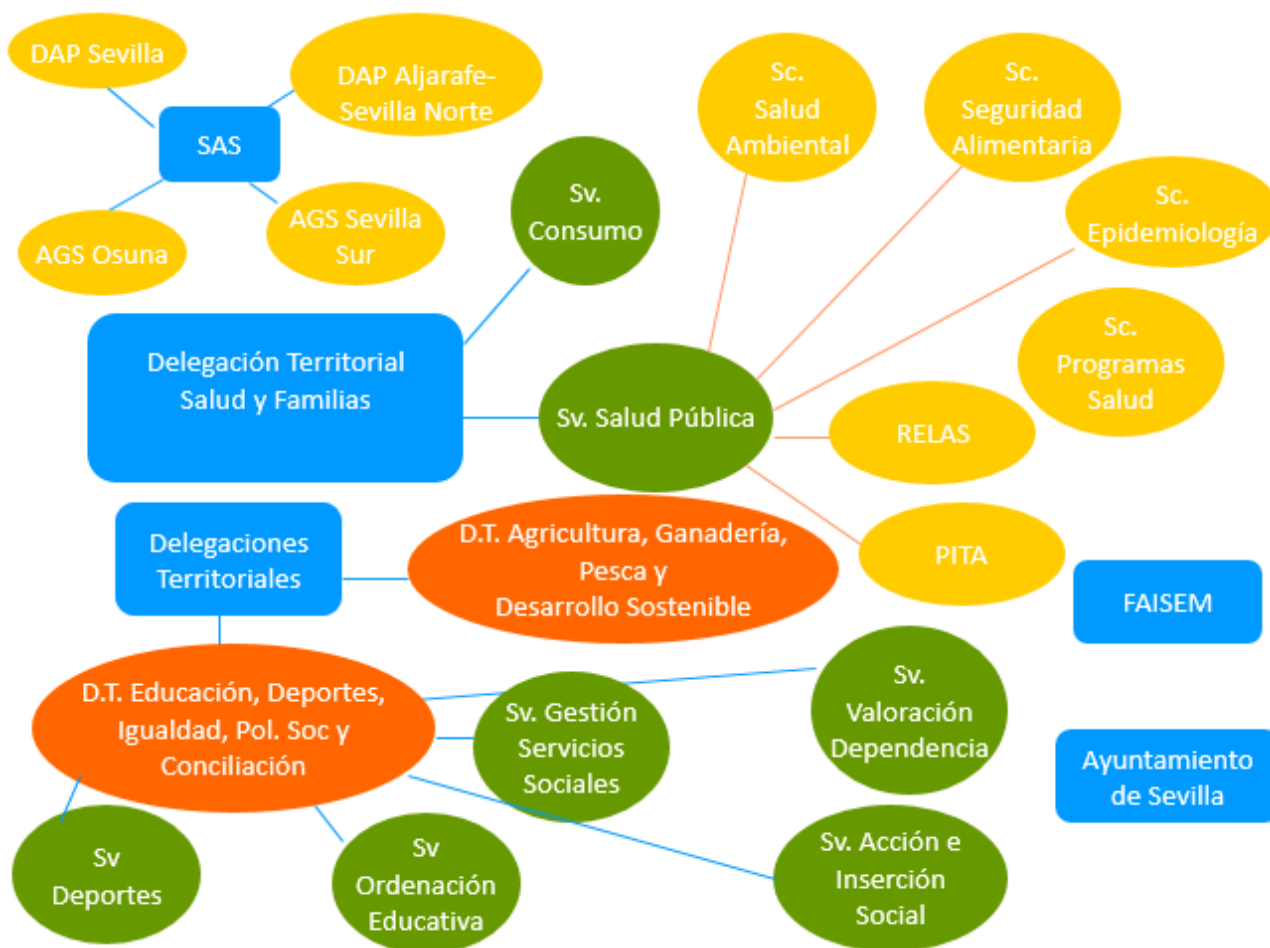 DAP Sevilla
DAP Aljarafe-
Sevilla Norte
SAS
AGS Osuna
AGS Sevilla
Sur
Sv.
Consumo
Sc.
Salud
Ambiental
Sc.
Seguridad
Alimentaria
Sc.
Epidemiología
Sc.
Programas
Salud
Delegación Territorial
Salud y Familias
Sv. Salud Pública
RELAS
PITA
Delegaciones
Territoriales
D.T. Agricultura, Ganadería,
Pesca y
Desarrollo Sostenible
FAISEM
D.T. Educación, Deportes,
Igualdad, Pol. Soc y
Conciliación
Sv. Gestión
Servicios
Sociales
Sv.
Valoración
Dependencia
Ayuntamiento
de Sevilla
Sv
Deportes
Sv
Ordenación
Educativa
Sv. Acción e
Inserción
Social